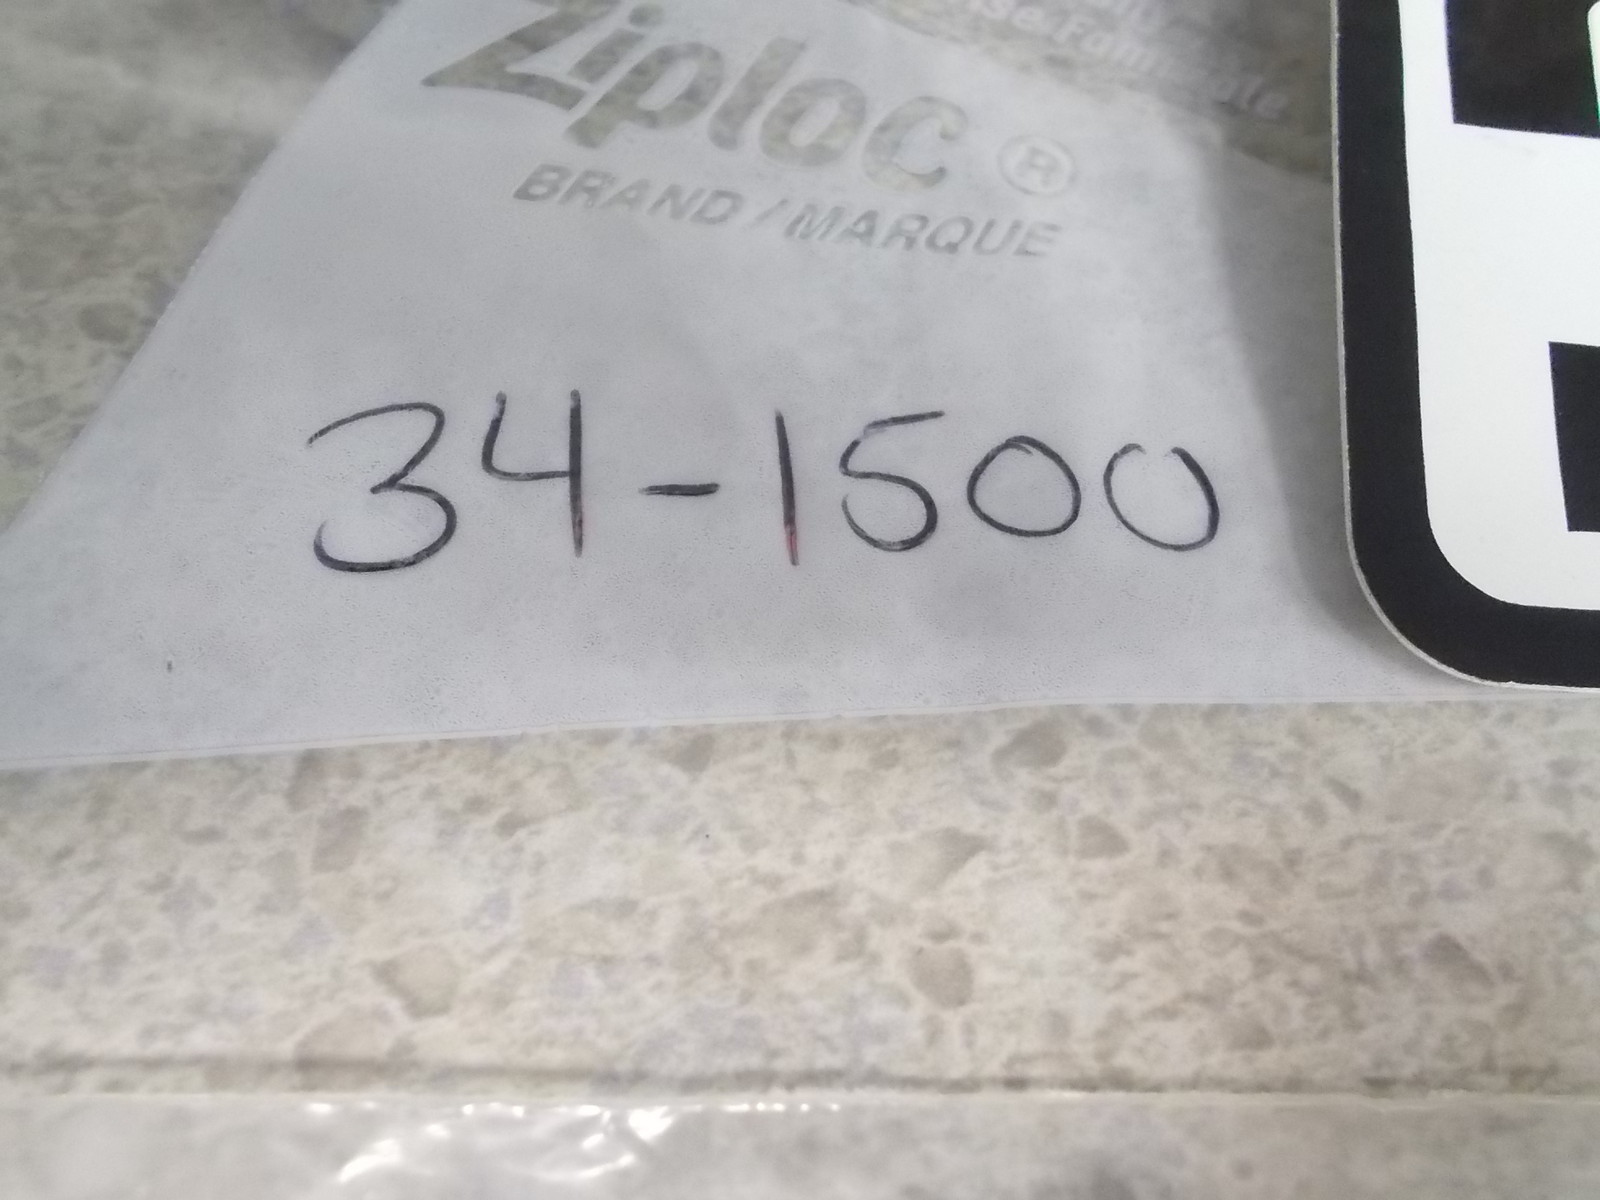 Ziploc ®
BRAND / MARQUE
34-1500